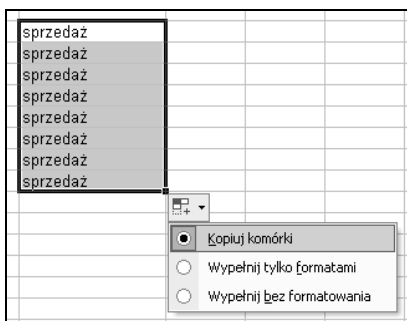 sprzedaż
sprzedaż
sprzedaż
sprzedaż
sprzedaż
sprzedaż
sprzedaż
sprzedaż
Kopiuj komórki
Wypełnij tylko formatami
Wypełnij bez formatowania